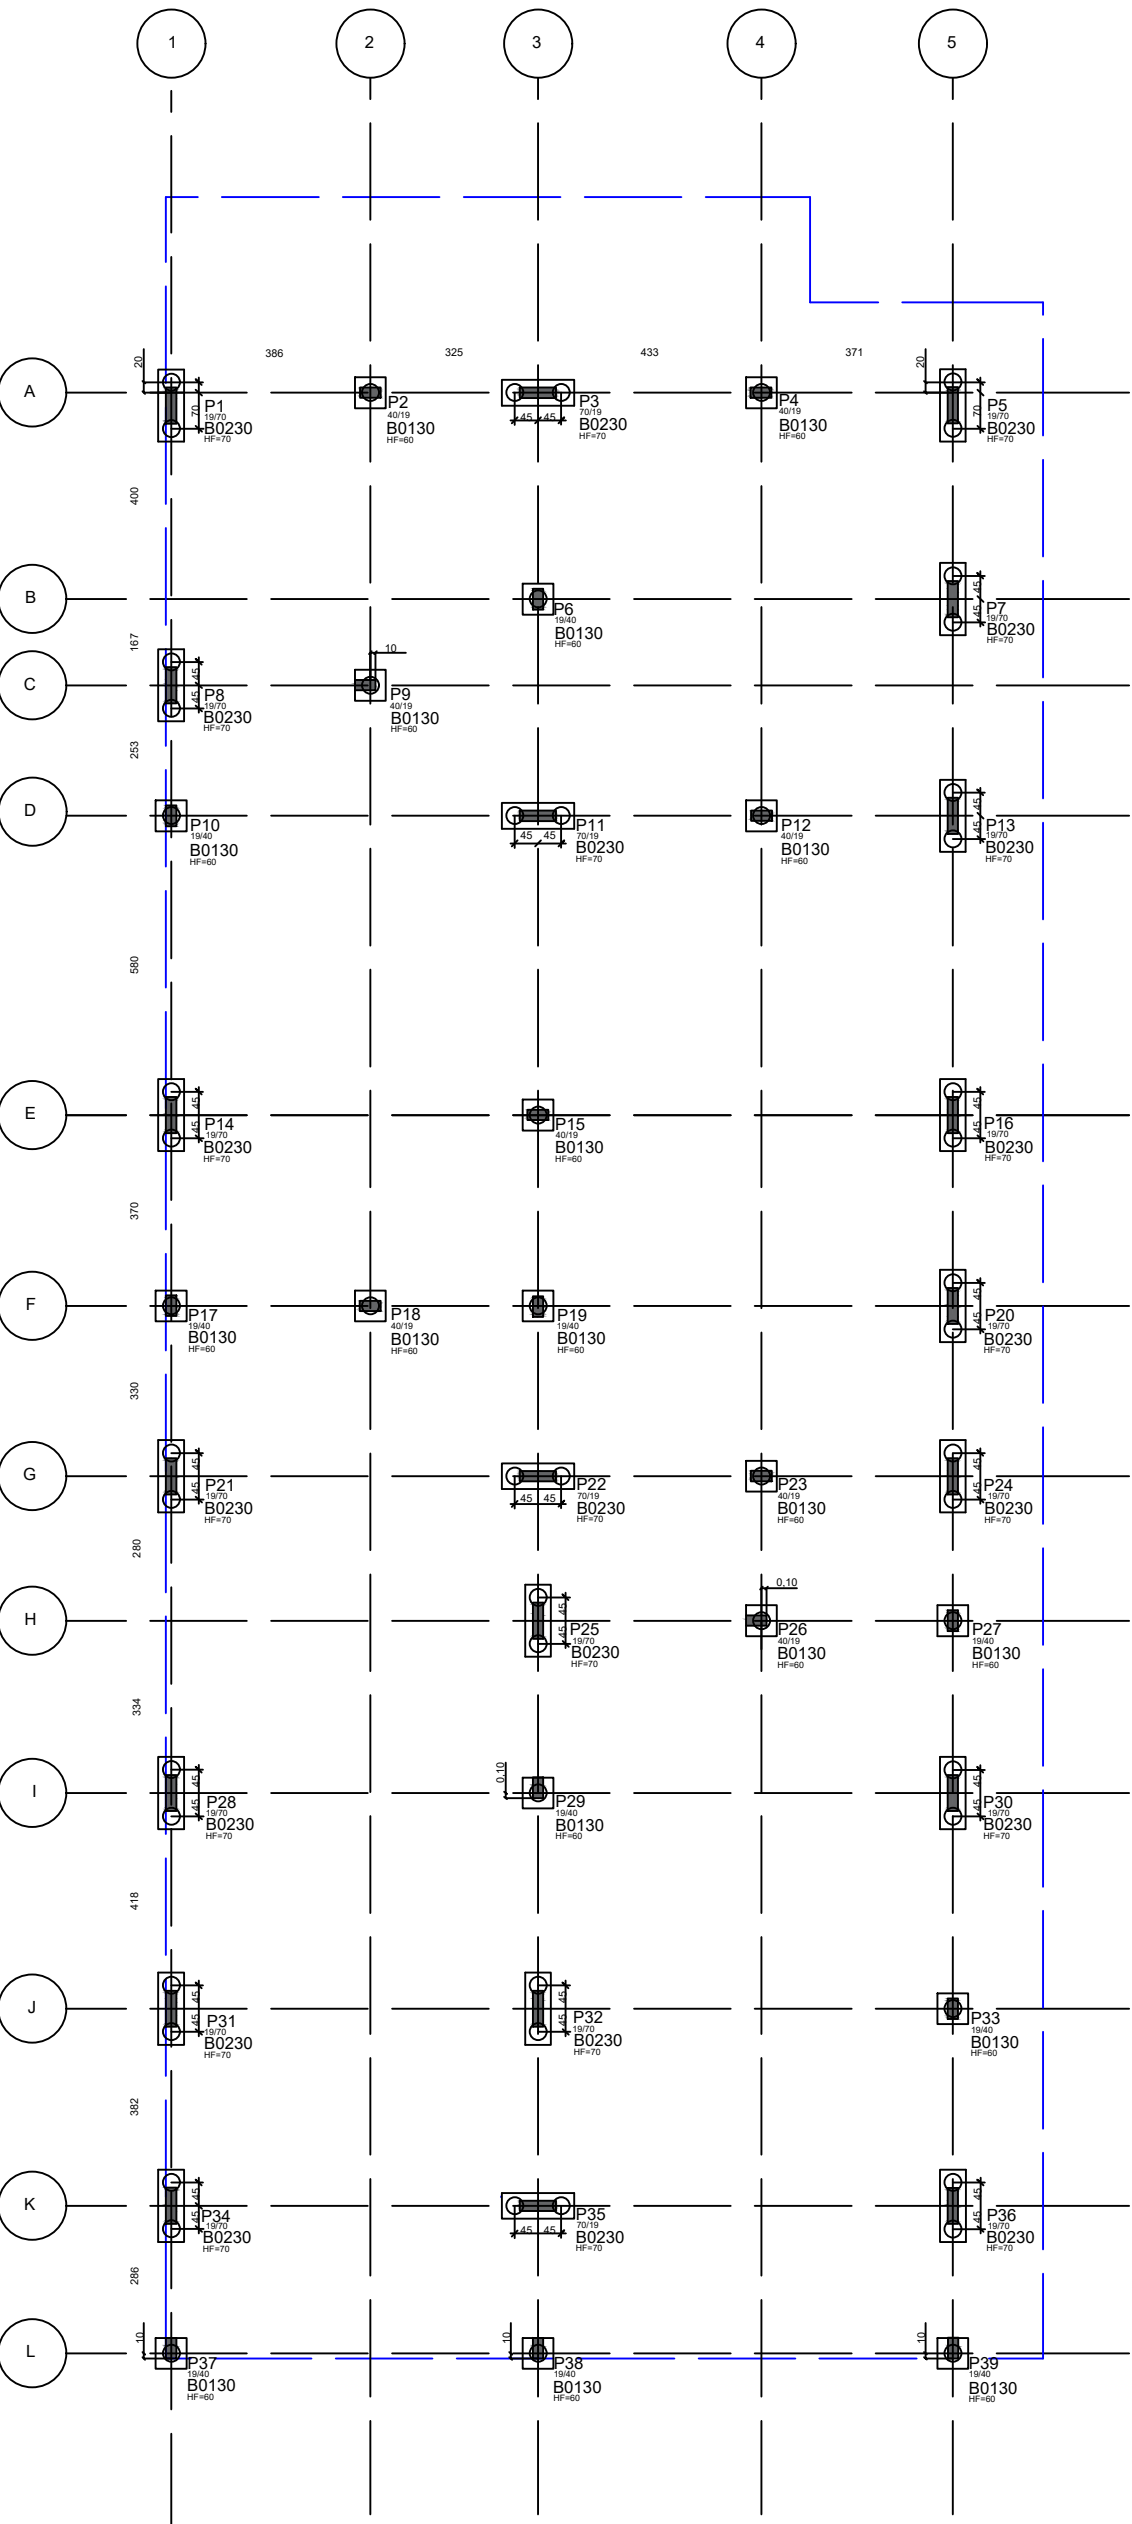 1
2
3
4
5
386
325
433
371
A
20
70
P1
19/70
B0230
HF=70
P2
40/19
B0130
HF=60
45
45
P3
70/19
B0230
HF=70
P4
40/19
B0130
HF=60
20
70
P5
19/70
B0230
HF=70
400
B
P6
19/40
B0130
HF=60
45
45
P7
19/70
B0230
HF=70
167
C
45
45
P8
19/70
B0230
HF=70
10
P9
40/19
B0130
HF=60
253
D
P10
19/40
B0130
HF=60
45
45
P11
70/19
B0230
HF=70
P12
40/19
B0130
HF=60
45
45
P13
19/70
B0230
HF=70
580
E
45
45
P14
19/70
B0230
HF=70
P15
40/19
B0130
HF=60
45
45
P16
19/70
B0230
HF=70
370
F
P17
19/40
B0130
HF=60
P18
40/19
B0130
HF=60
P19
19/40
B0130
HF=60
45
45
P20
19/70
B0230
HF=70
330
G
45
45
P21
19/70
B0230
HF=70
45
45
P22
70/19
B0230
HF=70
P23
40/19
B0130
HF=60
45
45
P24
19/70
B0230
HF=70
280
H
45
45
P25
19/70
B0230
HF=70
0,10
P26
40/19
B0130
HF=60
P27
19/40
B0130
HF=60
334
I
45
45
P28
19/70
B0230
HF=70
0,10
P29
19/40
B0130
HF=60
45
45
P30
19/70
B0230
HF=70
418
J
45
45
P31
19/70
B0230
HF=70
45
45
P32
19/70
B0230
HF=70
P33
19/40
B0130
HF=60
382
K
45
45
P34
19/70
B0230
HF=70
45
45
P35
70/19
B0230
HF=70
45
45
P36
19/70
B0230
HF=70
286
L
10
P37
19/40
B0130
HF=60
10
P38
19/40
B0130
HF=60
10
P39
19/40
B0130
HF=60